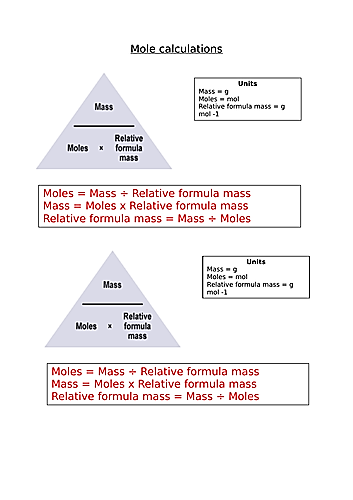 Mole calculations
Mass
Moles x Relative formula mass
Units
Mass = g
Moles = mol
Relative formula mass = g
mol -1
Moles = Mass ÷ Relative formula mass
Mass = Moles x Relative formula mass
Relative formula mass = Mass ÷ Moles
Mass
Moles x Relative formula mass
Units
Mass = g
Moles = mol
Relative formula mass = g
mol -1
Moles = Mass ÷ Relative formula mass
Mass = Moles x Relative formula mass
Relative formula mass = Mass ÷ Moles